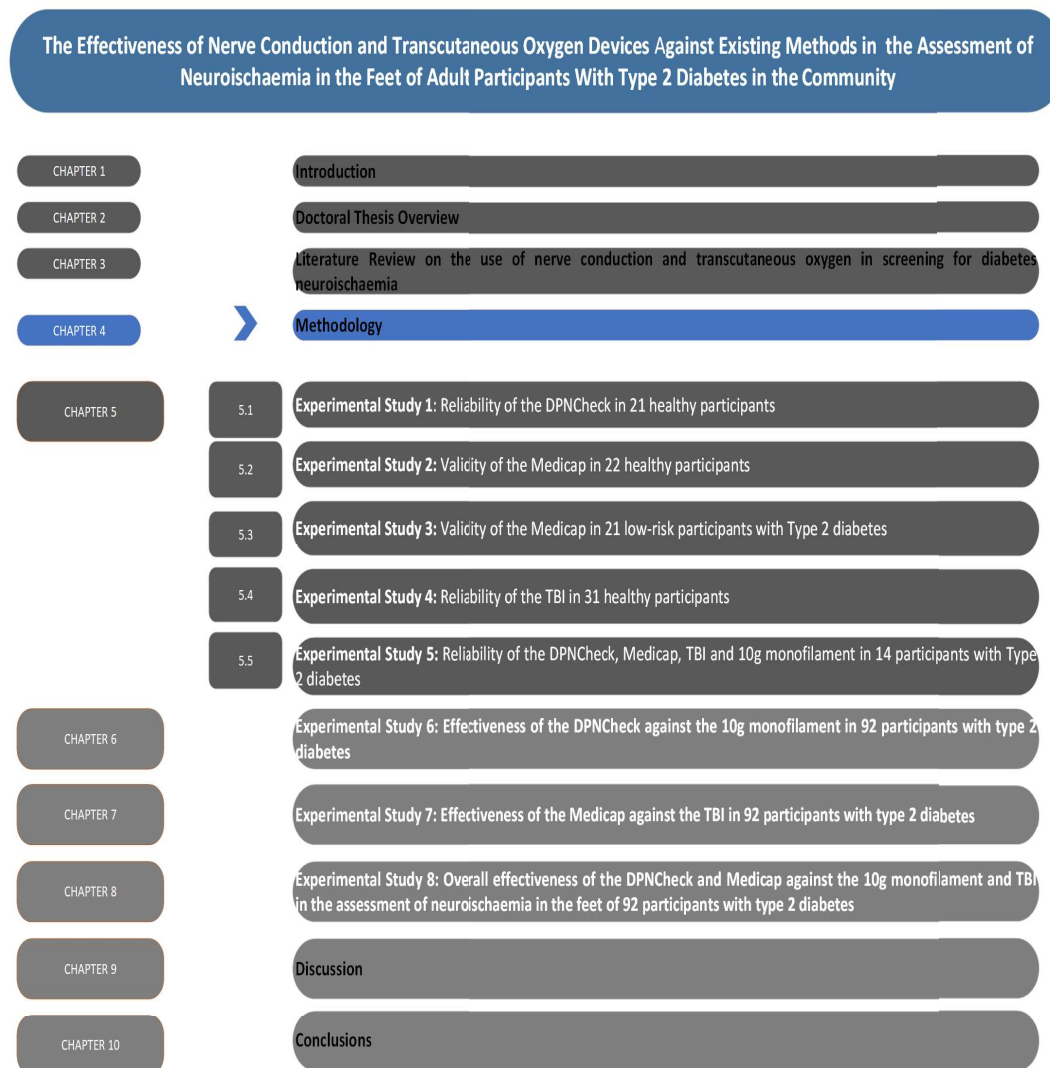 The Effectiveness of Nerve Conduction and Transcutaneous Oxygen Devices Against Existing Methods in the Assessment of
Neuroischaemia in the Feet of Adult Participants With Type 2 Diabetes in the Community
CHAPTER 1
Introduction
CHAPTER 2
Doctoral Thesis Overview
CHAPTER 3
Literature Review on the use of nerve conduction and transcutaneous oxygen in screening for diabetes
neuroischaemia
CHAPTER 4
Methodology
CHAPTER 5
5.1
Experimental Study 1: Reliability of the DPNCheck in 21 healthy participants
5.2
Experimental Study 2: Validity of the Medicap in 22 healthy participants
5.3
Experimental Study 3: Validity of the Medicap in 21 low-risk participants with Type 2 diabetes
5.4
Experimental Study 4: Reliability of the TBI in 31 healthy participants
5.5
Experimental Study 5: Reliability of the DPNCheck, Medicap, TBI and 10g monofilament in 14 participants with Type
2 diabetes
CHAPTER 6
Experimental Study 6: Effectiveness of the DPNCheck against the 10g monofilament in 92 participants with type 2
diabetes
CHAPTER 7
Experimental Study 7: Effectiveness of the Medicap against the TBI in 92 participants with type 2 diabetes
CHAPTER 8
Experimental Study 8: Overall effectiveness of the DPNCheck and Medicap against the 10g monofilament and TBI
in the assessment of neuroischaemia in the feet of 92 participants with type 2 diabetes
CHAPTER 9
Discussion
CHAPTER 10
Conclusions